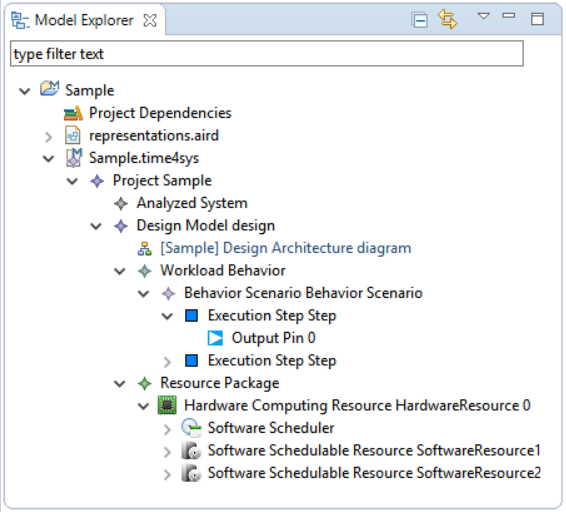 Model Explorer
type filter text
Sample
Project Dependencies
representations.aird
Sample.time4sys
Project Sample
Analyzed System
Design Model design
[Sample] Design Architecture diagram
Workload Behavior
Behavior Scenario Behavior Scenario
Execution Step Step
Output Pin 0
Execution Step Step
Resource Package
Hardware Computing Resource HardwareResource 0
Software Scheduler
Software Schedulable Resource SoftwareResource1
Software Schedulable Resource SoftwareResource2